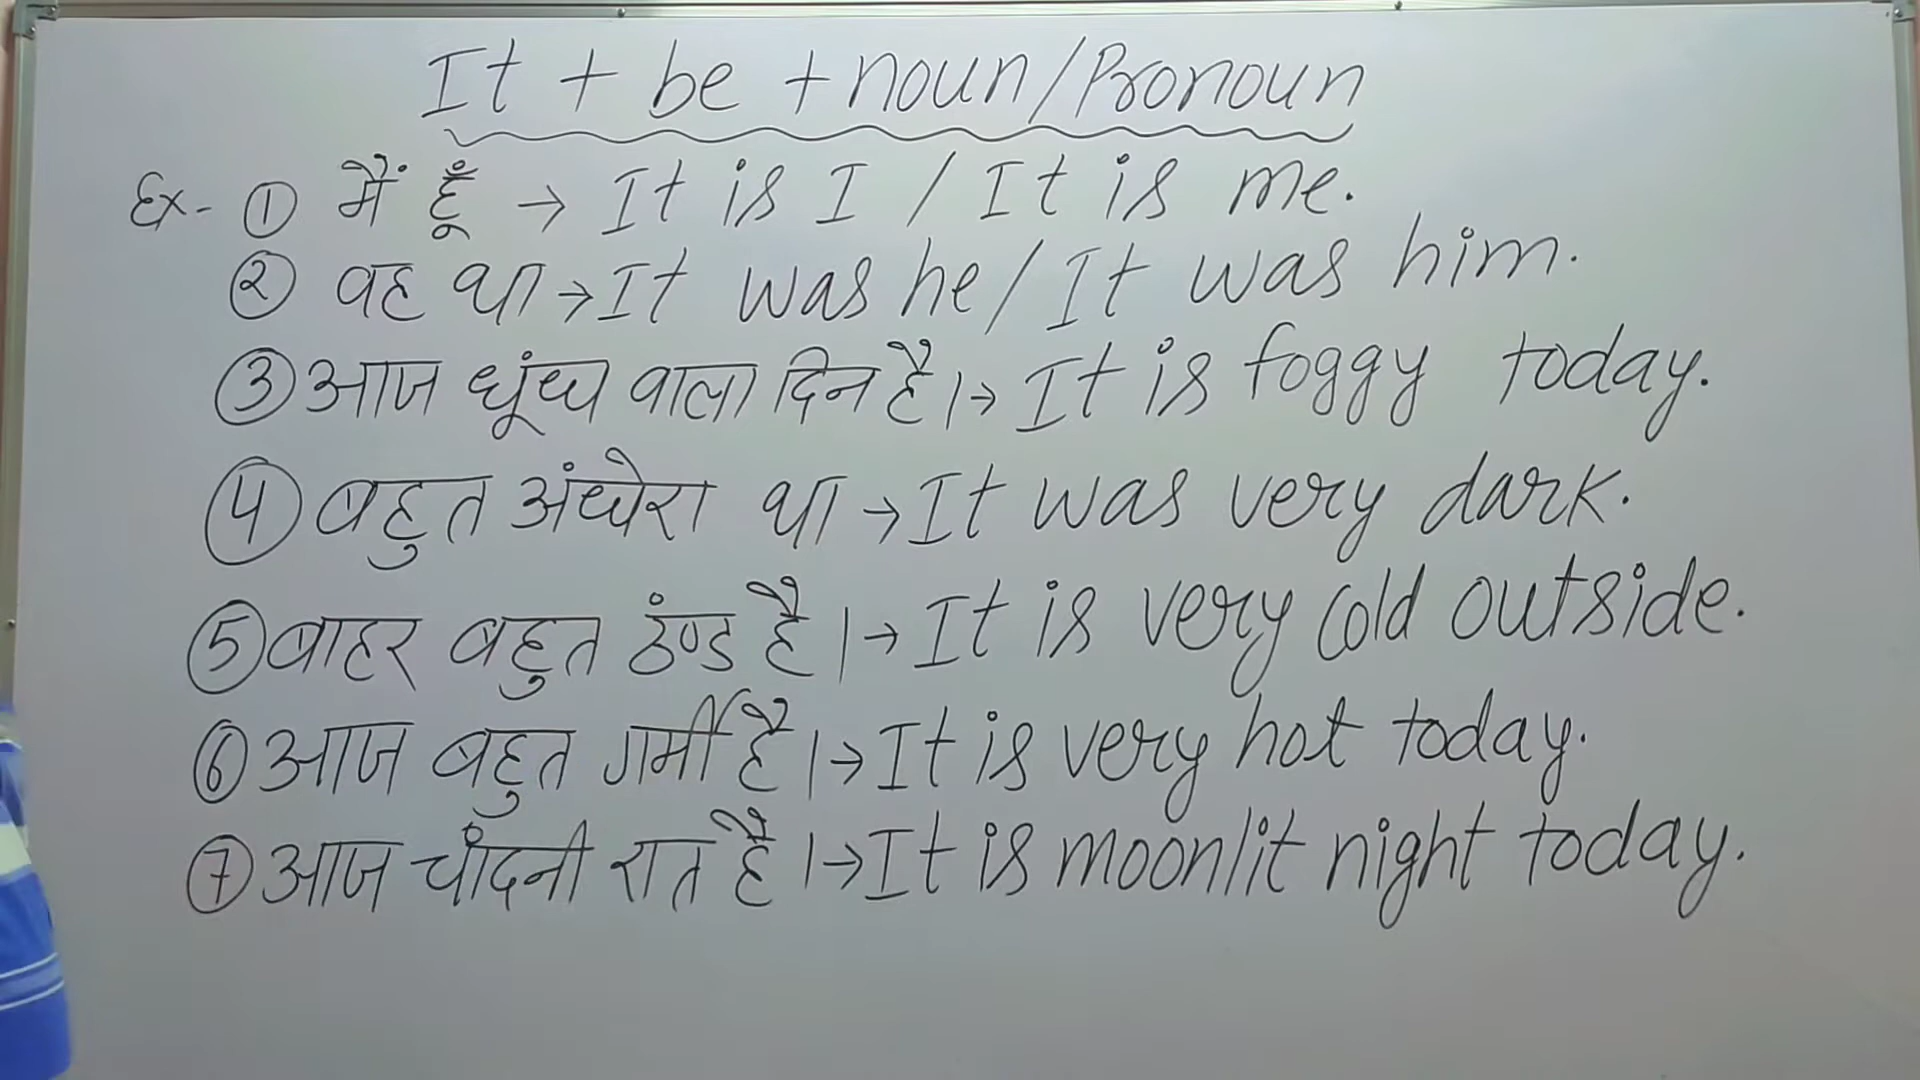 It + be + noun/Pronoun
Ex- ① मैं हूँ → It is I / It is me.
② वह था → It was he / It was him.
③ आज धूंध वाला दिन है। → It is foggy today.
④ बहुत अंधेरा था → It was very dark.
⑤ बाहर बहुत ठण्ड है। → It is very cold outside.
⑥ आज बहुत गर्मी है। → It is very hot today.
⑦ आज चाँदनी रात है। → It is moonlit night today.